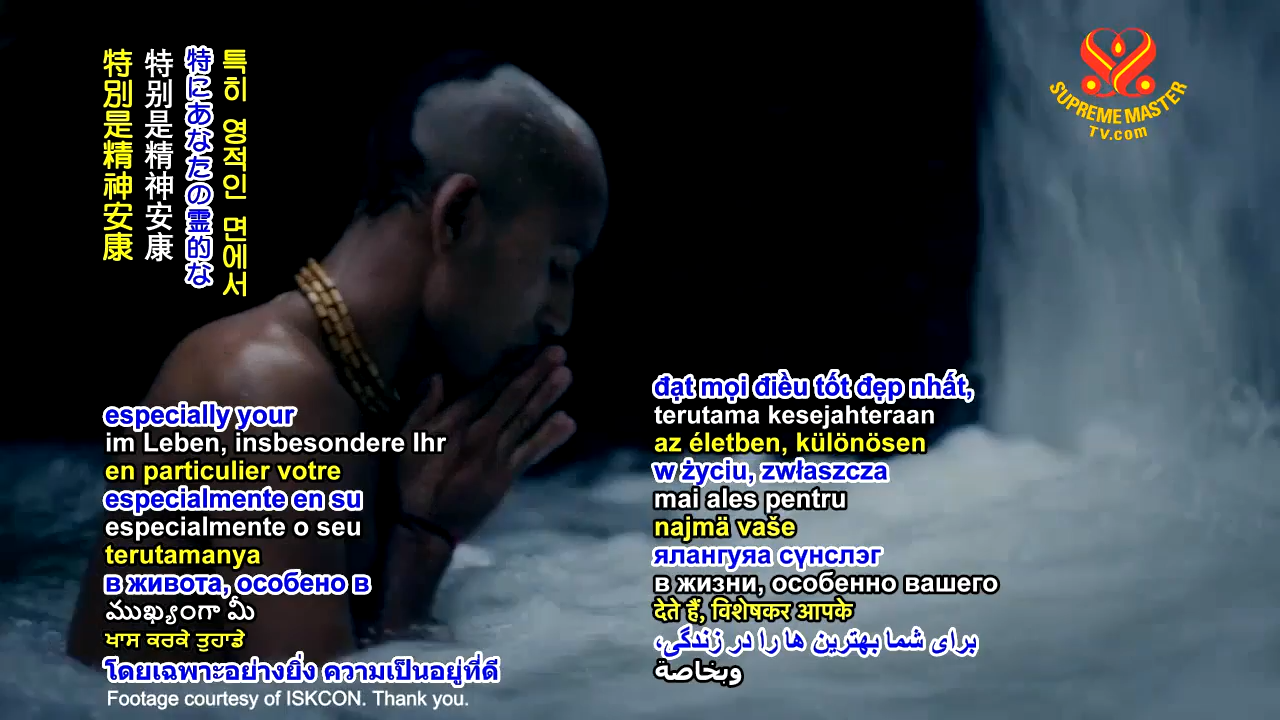 特別是精神安康
特别是精神安康
特にあなたの霊的な
특히 영적인 면에서
SUPREME MASTER
TV.com
especially your
im Leben, insbesondere Ihr
en particulier votre
especialmente en su
especialmente o seu
terutamanya
в живота, особено в
ముఖ్యంగా మీ
ਖਾਸ ਕਰਕੇ ਤੁਹਾਡੇ
โดยเฉพาะอย่างยิ่ง ความเป็นอยู่ที่ดี
Footage courtesy of ISKCON. Thank you.
đạt mọi điều tốt đẹp nhất,
terutama kesejahteraan
az életben, különösen
w życiu, zwłaszcza
mai ales pentru
najmä vaše
ялангуяа сүнслэг
в жизни, особенно вашего
देते हैं, विशेषकर आपके
برای شما بهترین ها را در زندگی،
وبخاصة